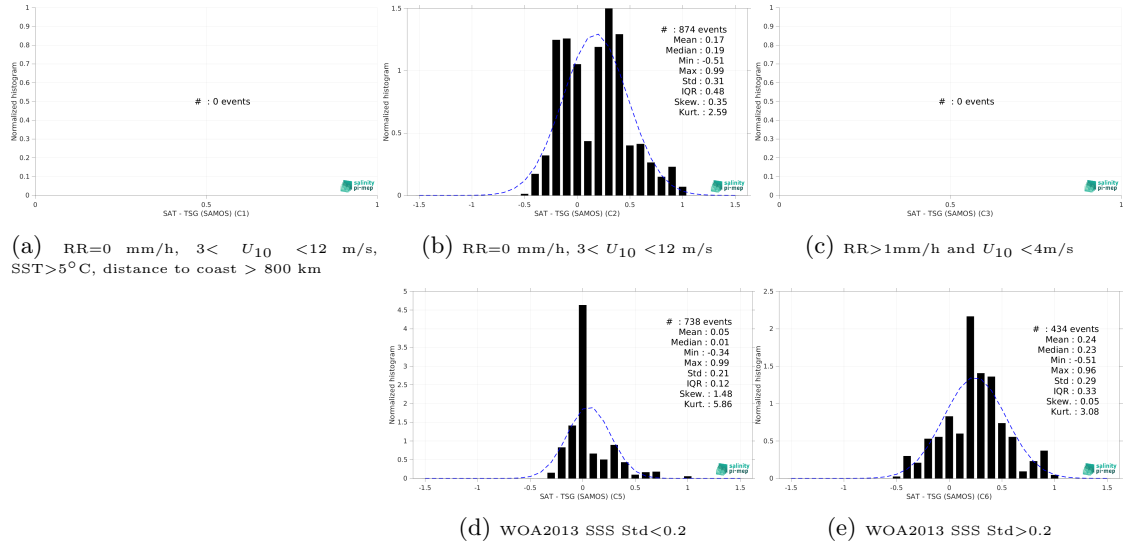 1
0.9
0.8
0.7
0.6
0.5
0.4
0.3
0.2
0.1
0
Normalized histogram
# : 0 events
salinity
pi-mep
0 0.5 1
SAT - TSG (SAMOS) (C1)
(a) RR=0 mm/h, 3< U10 <12 m/s,
SST>5°C, distance to coast > 800 km
1.5
1
0.5
0
Normalized histogram
# : 874 events
Mean : 0.17
Median : 0.19
Min : -0.51
Max : 0.99
Std : 0.31
IQR : 0.48
Skew. : 0.35
Kurt. : 2.59
salinity
pi-mep
-1.5 -1 -0.5 0 0.5 1 1.5
SAT - TSG (SAMOS) (C2)
(b) RR=0 mm/h, 3< U10 <12 m/s
1
0.9
0.8
0.7
0.6
0.5
0.4
0.3
0.2
0.1
0
Normalized histogram
# : 0 events
salinity
pi-mep
0 0.5 1
SAT - TSG (SAMOS) (C3)
(c) RR>1mm/h and U10 <4m/s
5
4.5
4
3.5
3
2.5
2
1.5
1
0.5
0
Normalized histogram
# : 738 events
Mean : 0.05
Median : 0.01
Min : -0.34
Max : 0.99
Std : 0.21
IQR : 0.12
Skew. : 1.48
Kurt. : 5.86
salinity
pi-mep
-1.5 -1 -0.5 0 0.5 1 1.5
SAT - TSG (SAMOS) (C5)
(d) WOA2013 SSS Std<0.2
2.5
2
1.5
1
0.5
0
Normalized histogram
# : 434 events
Mean : 0.24
Median : 0.23
Min : -0.51
Max : 0.96
Std : 0.29
IQR : 0.33
Skew. : 0.05
Kurt. : 3.08
salinity
pi-mep
-1.5 -1 -0.5 0 0.5 1 1.5
SAT - TSG (SAMOS) (C6)
(e) WOA2013 SSS Std>0.2